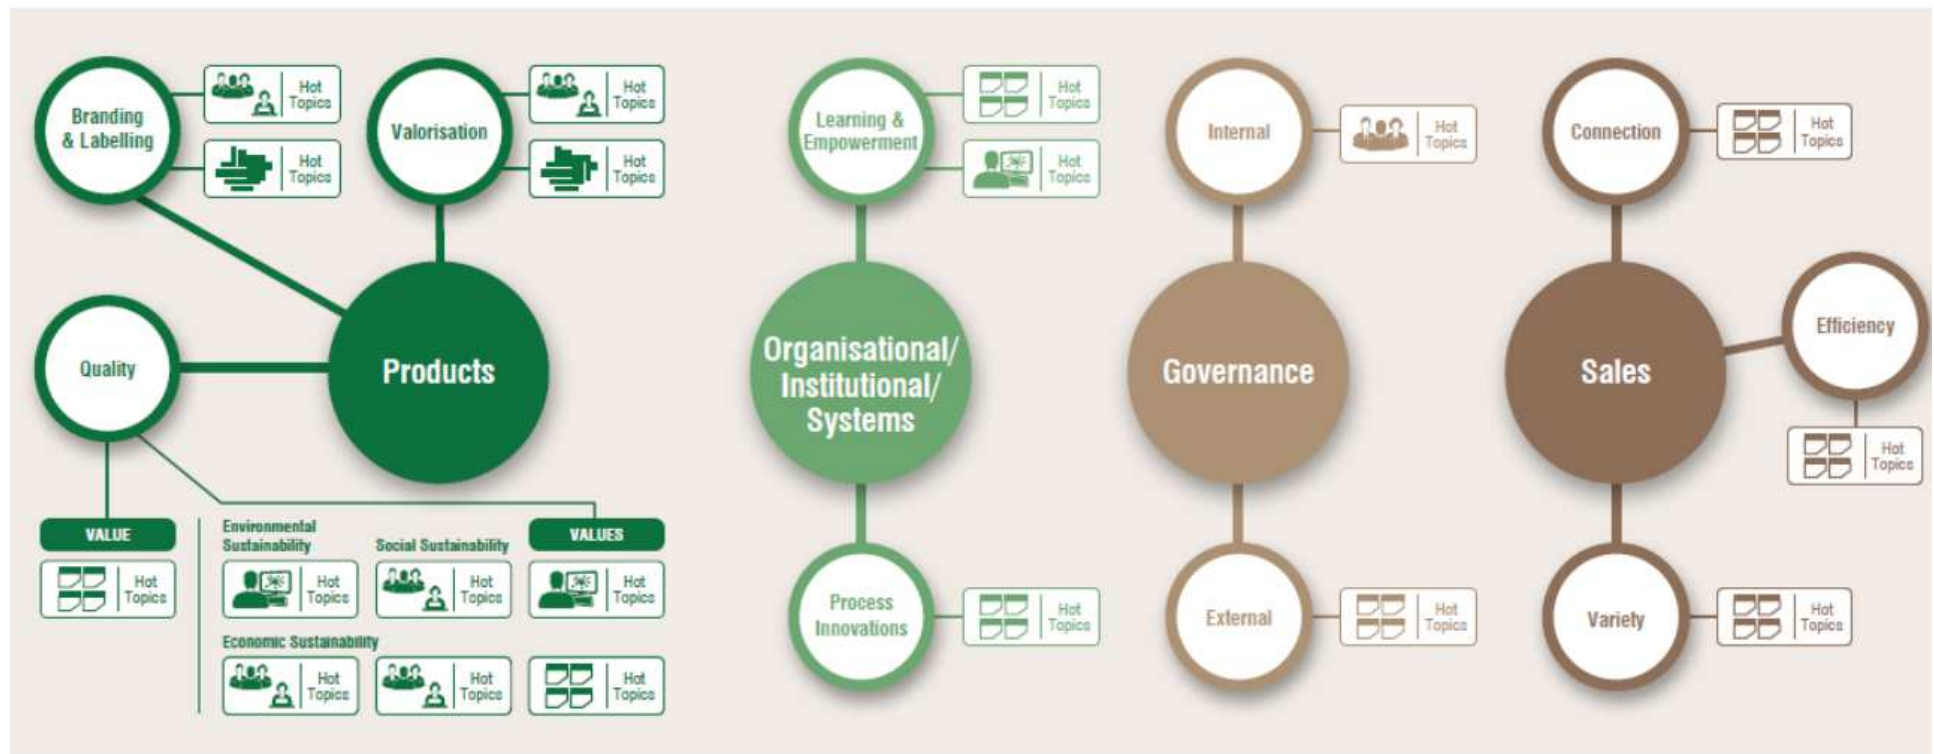 Branding
& Labelling
Hot
Topics
Hot
Topics
Valorisation
Hot
Topics
Hot
Topics
Quality
Products
VALUE
Hot
Topics
Environmental
Sustainability
Hot
Topics
Social Sustainability
Hot
Topics
VALUES
Hot
Topics
Economic Sustainability
Hot
Topics
Hot
Topics
Hot
Topics
Learning &
Empowerment
Hot
Topics
Hot
Topics
Organisational/
Institutional/
Systems
Process
Innovations
Hot
Topics
Internal
Hot
Topics
Governance
External
Hot
Topics
Connection
Hot
Topics
Sales
Efficiency
Hot
Topics
Variety
Hot
Topics